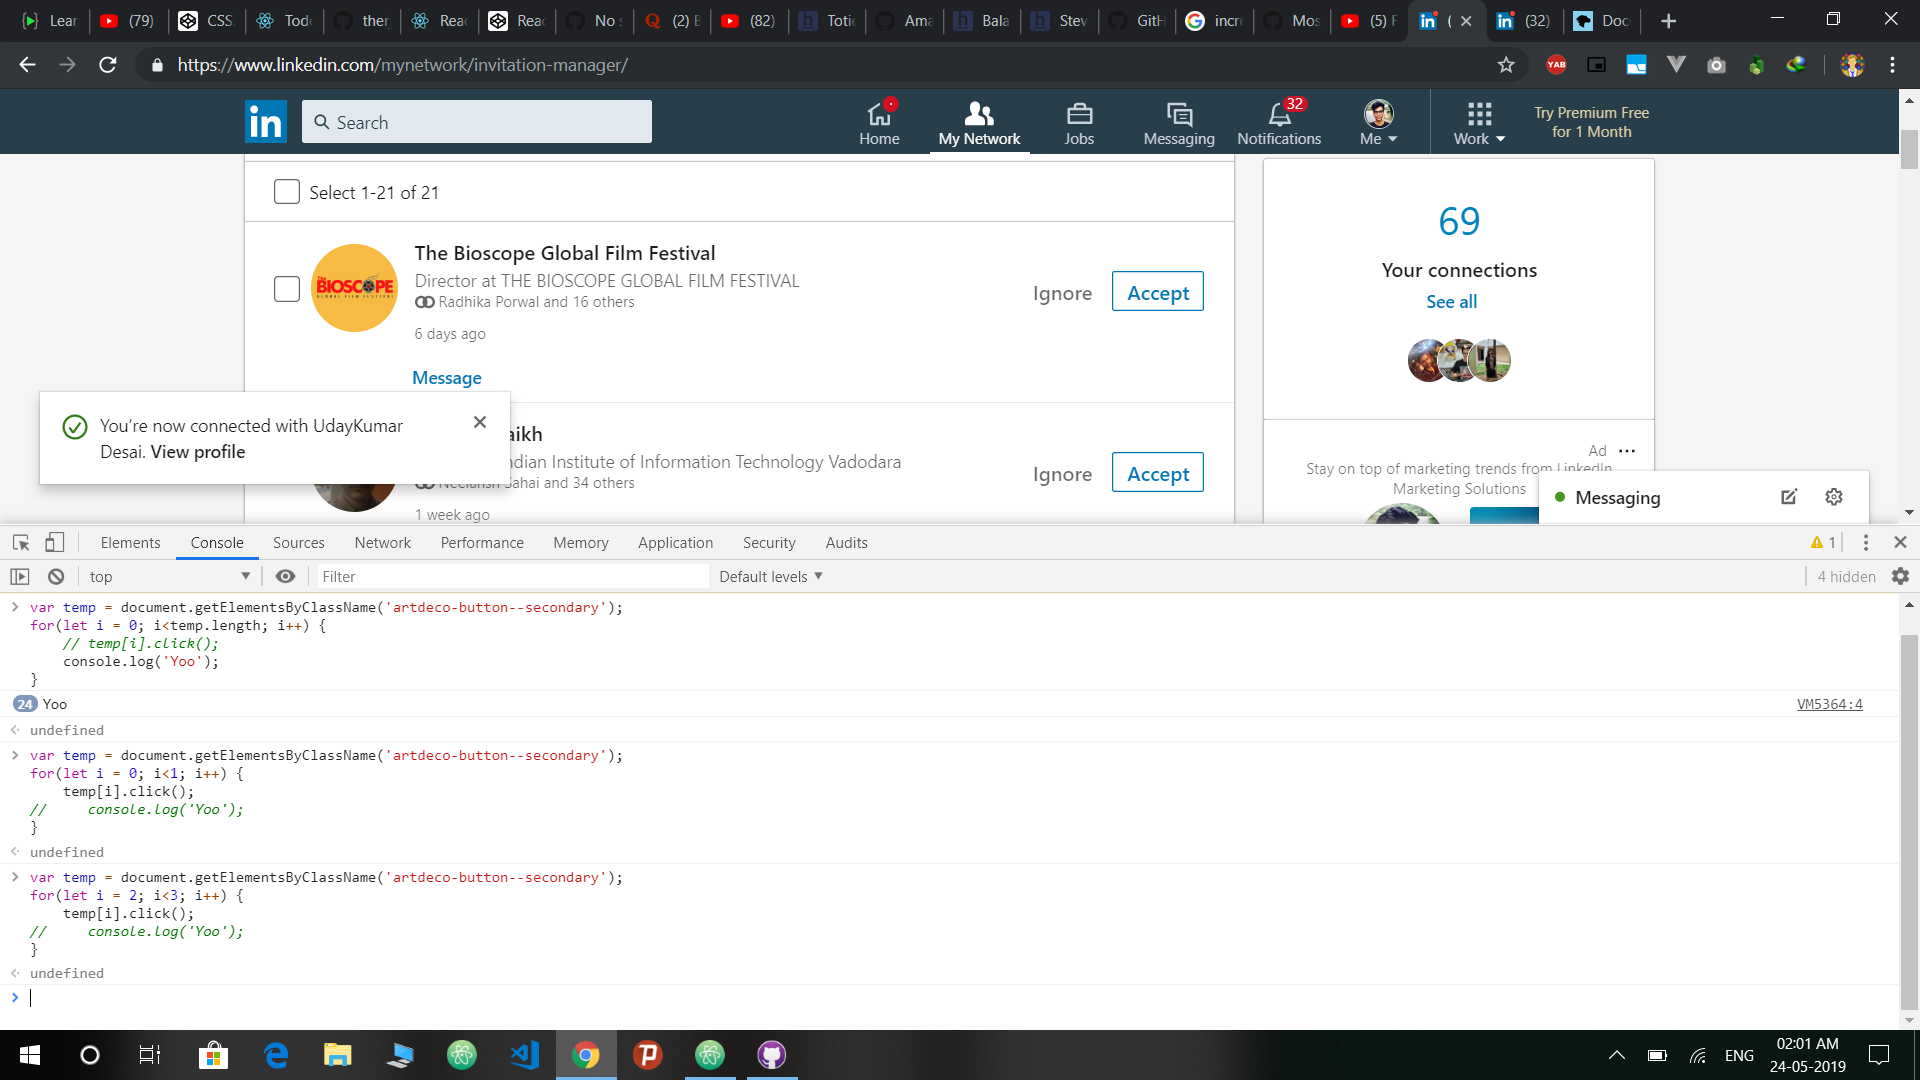 Lear
(79)
CSS
Todo
ther
Reac
Reac
No s
(2) E
(82)
Totie
Ama
Bala
Stev
GitH
incre
Mos
(5) F
(
(32)
Doc
https://www.linkedin.com/mynetwork/invitation-manager/
YAB
in
Search
Home
My Network
Jobs
Messaging
32
Notifications
Me
Work
Try Premium Free
for 1 Month
Select 1-21 of 21
The Bioscope Global Film Festival
Director at THE BIOSCOPE GLOBAL FILM FESTIVAL
BIOSCOPE
Radhika Porwal and 16 others
6 days ago
Message
Ignore
Accept
69
Your connections
See all
You're now connected with UdayKumar
Desai. View profile
aikh
ndian Institute of Information Technology Vadodara
Neelansh Sahai and 34 others
1 week ago
Ignore
Accept
Ad
Stay on top of marketing trends from LinkedIn
Marketing Solutions
Messaging
Elements
Console
Sources
Network
Performance
Memory
Application
Security
Audits
1
top
Filter
Default levels
4 hidden
var temp = document.getElementsByClassName('artdeco-button--secondary');
for(let i = 0; i<temp.length; i++) {
// temp[i].click();
console.log('Yoo');
}
24 Yoo
VM5364:4
undefined
var temp = document.getElementsByClassName('artdeco-button--secondary');
for(let i = 0; i<1; i++) {
temp[i].click();
// console.log('Yoo');
}
undefined
var temp = document.getElementsByClassName('artdeco-button--secondary');
for(let i = 2; i<3; i++) {
temp[i].click();
// console.log('Yoo');
}
undefined
ENG
02:01 AM
24-05-2019